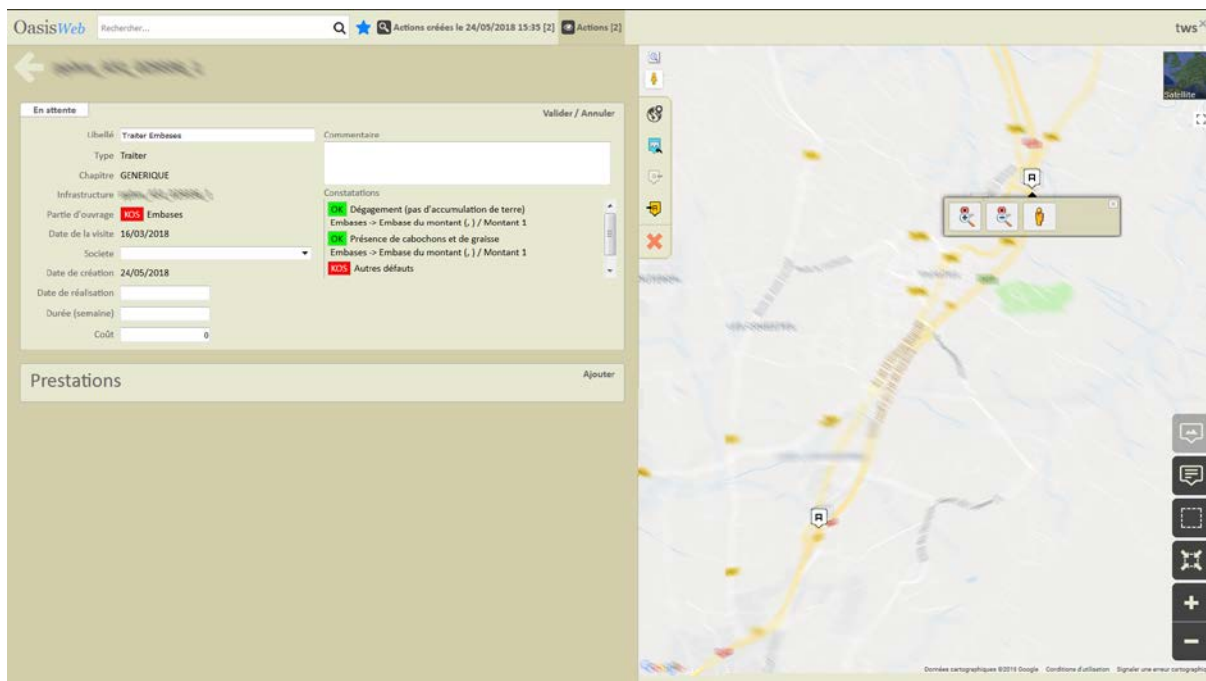 OasisWeb
Rechercher...
Actions créées le 24/05/2018 15:35 [2]
Actions [2]
tws
En attente
Valider / Annuler
Libellé Traiter Embases
Type Traiter
Chapitre GENERIQUE
Infrastructure
Partie d'ouvrage KOS Embases
Date de la visite 16/03/2018
Societe
Date de création 24/05/2018
Date de réalisation
Durée (semaine)
Coût 0
Commentaire
Constatations
OK Dégagement (pas d'accumulation de terre)
Embases -> Embase du montant (, ) / Montant 1
OK Présence de cabochons et de graisse
Embases -> Embase du montant (, ) / Montant 1
KOS Autres défauts
Prestations
Ajouter
Satellite
Données cartographiques ©2018 Google Conditions d'utilisation Signaler une erreur cartographiq